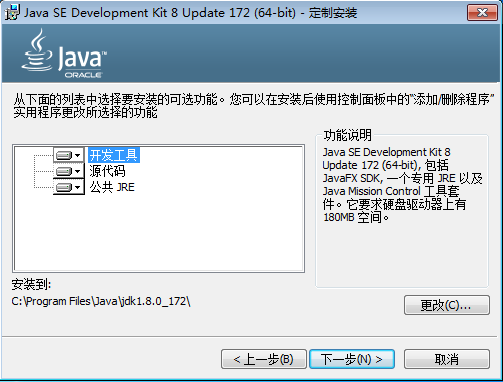 Java SE Development Kit 8 Update 172 (64-bit) - 定制安装
Java
ORACLE
从下面的列表中选择要安装的可选功能。您可以在安装后使用控制面板中的“添加/删除程序”
实用程序更改所选择的功能
开发工具
源代码
公共 JRE
功能说明
Java SE Development Kit 8
Update 172 (64-bit), 包括
JavaFX SDK, 一个专用 JRE 以及
Java Mission Control 工具套
件。它要求硬盘驱动器上有
180MB 空间。
安装到:
C:\Program Files\Java\jdk1.8.0_172\
更改(C)...
< 上一步(B)
下一步(N) >
取消